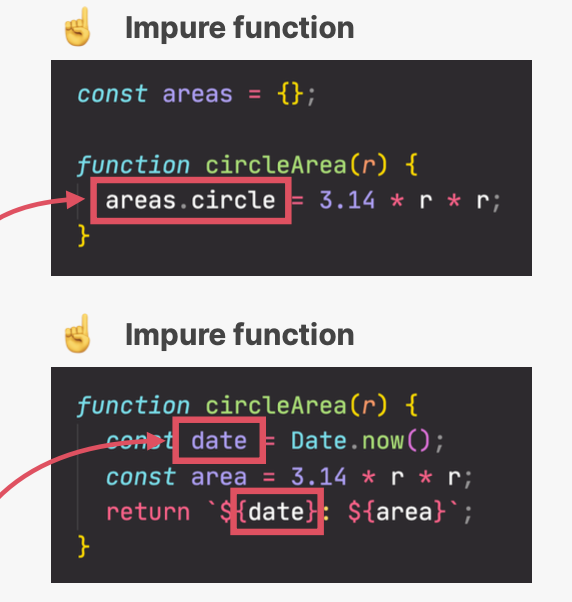 Impure function
const areas = {};
function circleArea(r) {
areas.circle = 3.14 * r * r;
}
Impure function
function circleArea(r) {
const date = Date.now();
const area = 3.14 * r * r;
return `${date}: ${area}`;
}